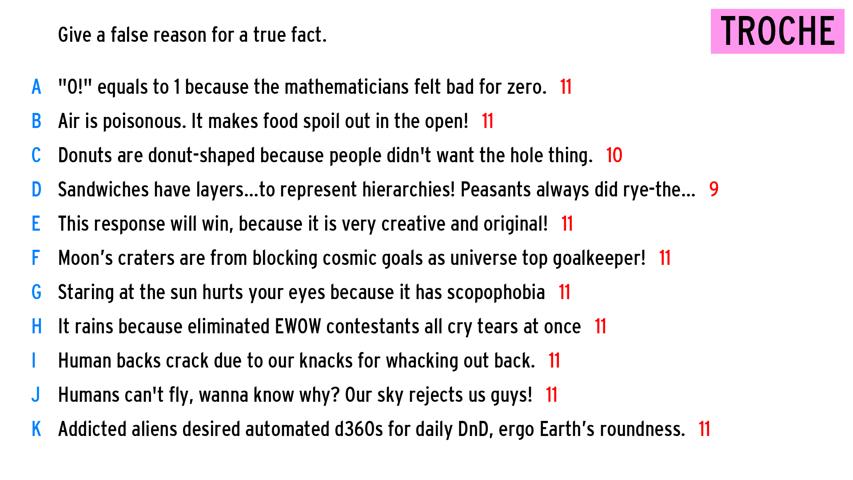 Give a false reason for a true fact.
TROCHE
A "0!" equals to 1 because the mathematicians felt bad for zero. 11
B Air is poisonous. It makes food spoil out in the open! 11
C Donuts are donut-shaped because people didn't want the hole thing. 10
D Sandwiches have layers...to represent hierarchies! Peasants always did rye-the... 9
E This response will win, because it is very creative and original! 11
F Moon's craters are from blocking cosmic goals as universe top goalkeeper! 11
G Staring at the sun hurts your eyes because it has scopophobia 11
H It rains because eliminated EWOW contestants all cry tears at once 11
I Human backs crack due to our knacks for whacking out back. 11
J Humans can't fly, wanna know why? Our sky rejects us guys! 11
K Addicted aliens desired automated d360s for daily DnD, ergo Earth's roundness. 11